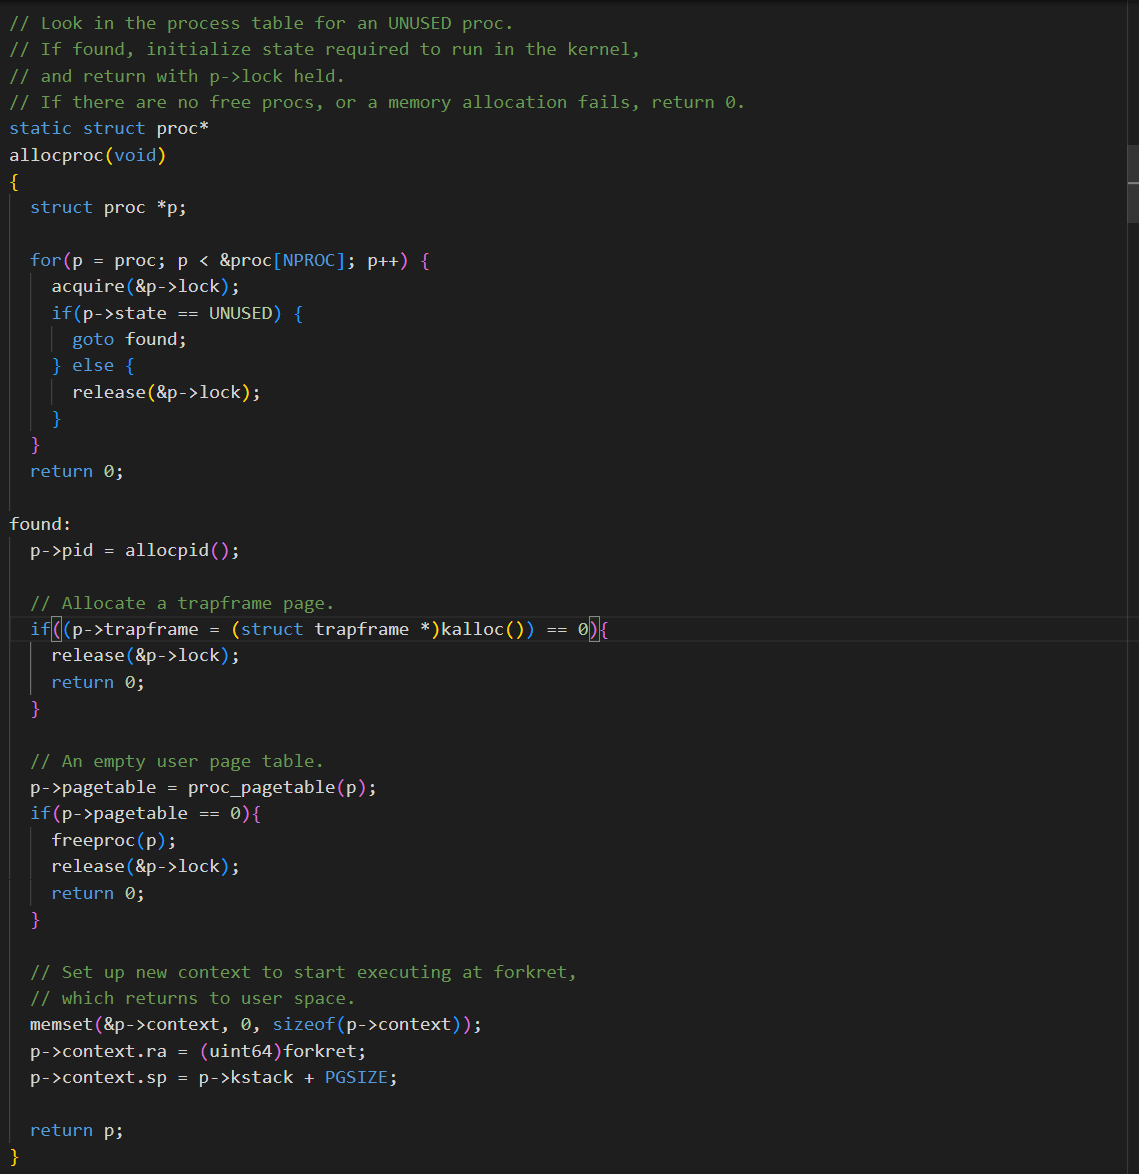 // Look in the process table for an UNUSED proc.
// If found, initialize state required to run in the kernel,
// and return with p->lock held.
// If there are no free procs, or a memory allocation fails, return 0.
static struct proc*
allocproc(void)
{
  struct proc *p;

  for(p = proc; p < &proc[NPROC]; p++) {
    acquire(&p->lock);
    if(p->state == UNUSED) {
      goto found;
    } else {
      release(&p->lock);
    }
  }
  return 0;

found:
  p->pid = allocpid();

  // Allocate a trapframe page.
  if((p->trapframe = (struct trapframe *)kalloc()) == 0){
    release(&p->lock);
    return 0;
  }

  // An empty user page table.
  p->pagetable = proc_pagetable(p);
  if(p->pagetable == 0){
    freeproc(p);
    release(&p->lock);
    return 0;
  }

  // Set up new context to start executing at forkret,
  // which returns to user space.
  memset(&p->context, 0, sizeof(p->context));
  p->context.ra = (uint64)forkret;
  p->context.sp = p->kstack + PGSIZE;

  return p;
}